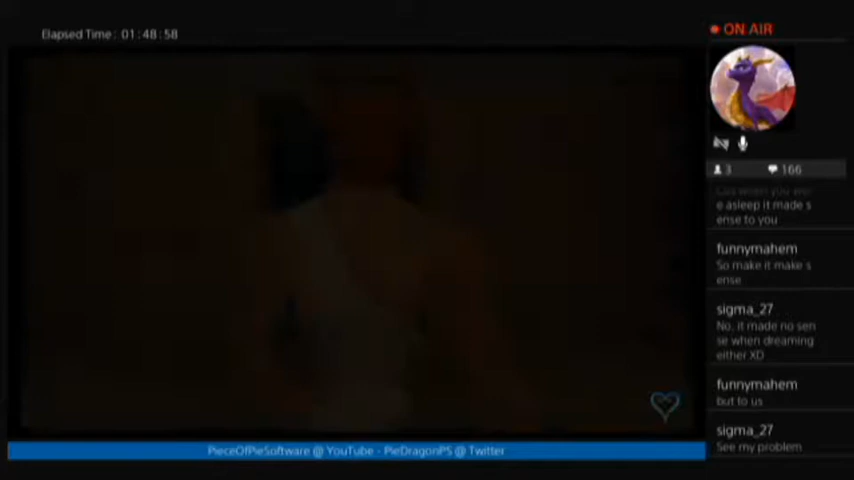 Elapsed Time: 01:48:58
ON AIR
3 166
e asleep it made s
ense to you
funnymahem
So make it make s
ense
sigma_27
No, it made no sen
se when dreaming
either XD
funnymahem
but to us
sigma_27
See my problem
PieceOfPieSoftware @ YouTube - PieDragonPS @ Twitter